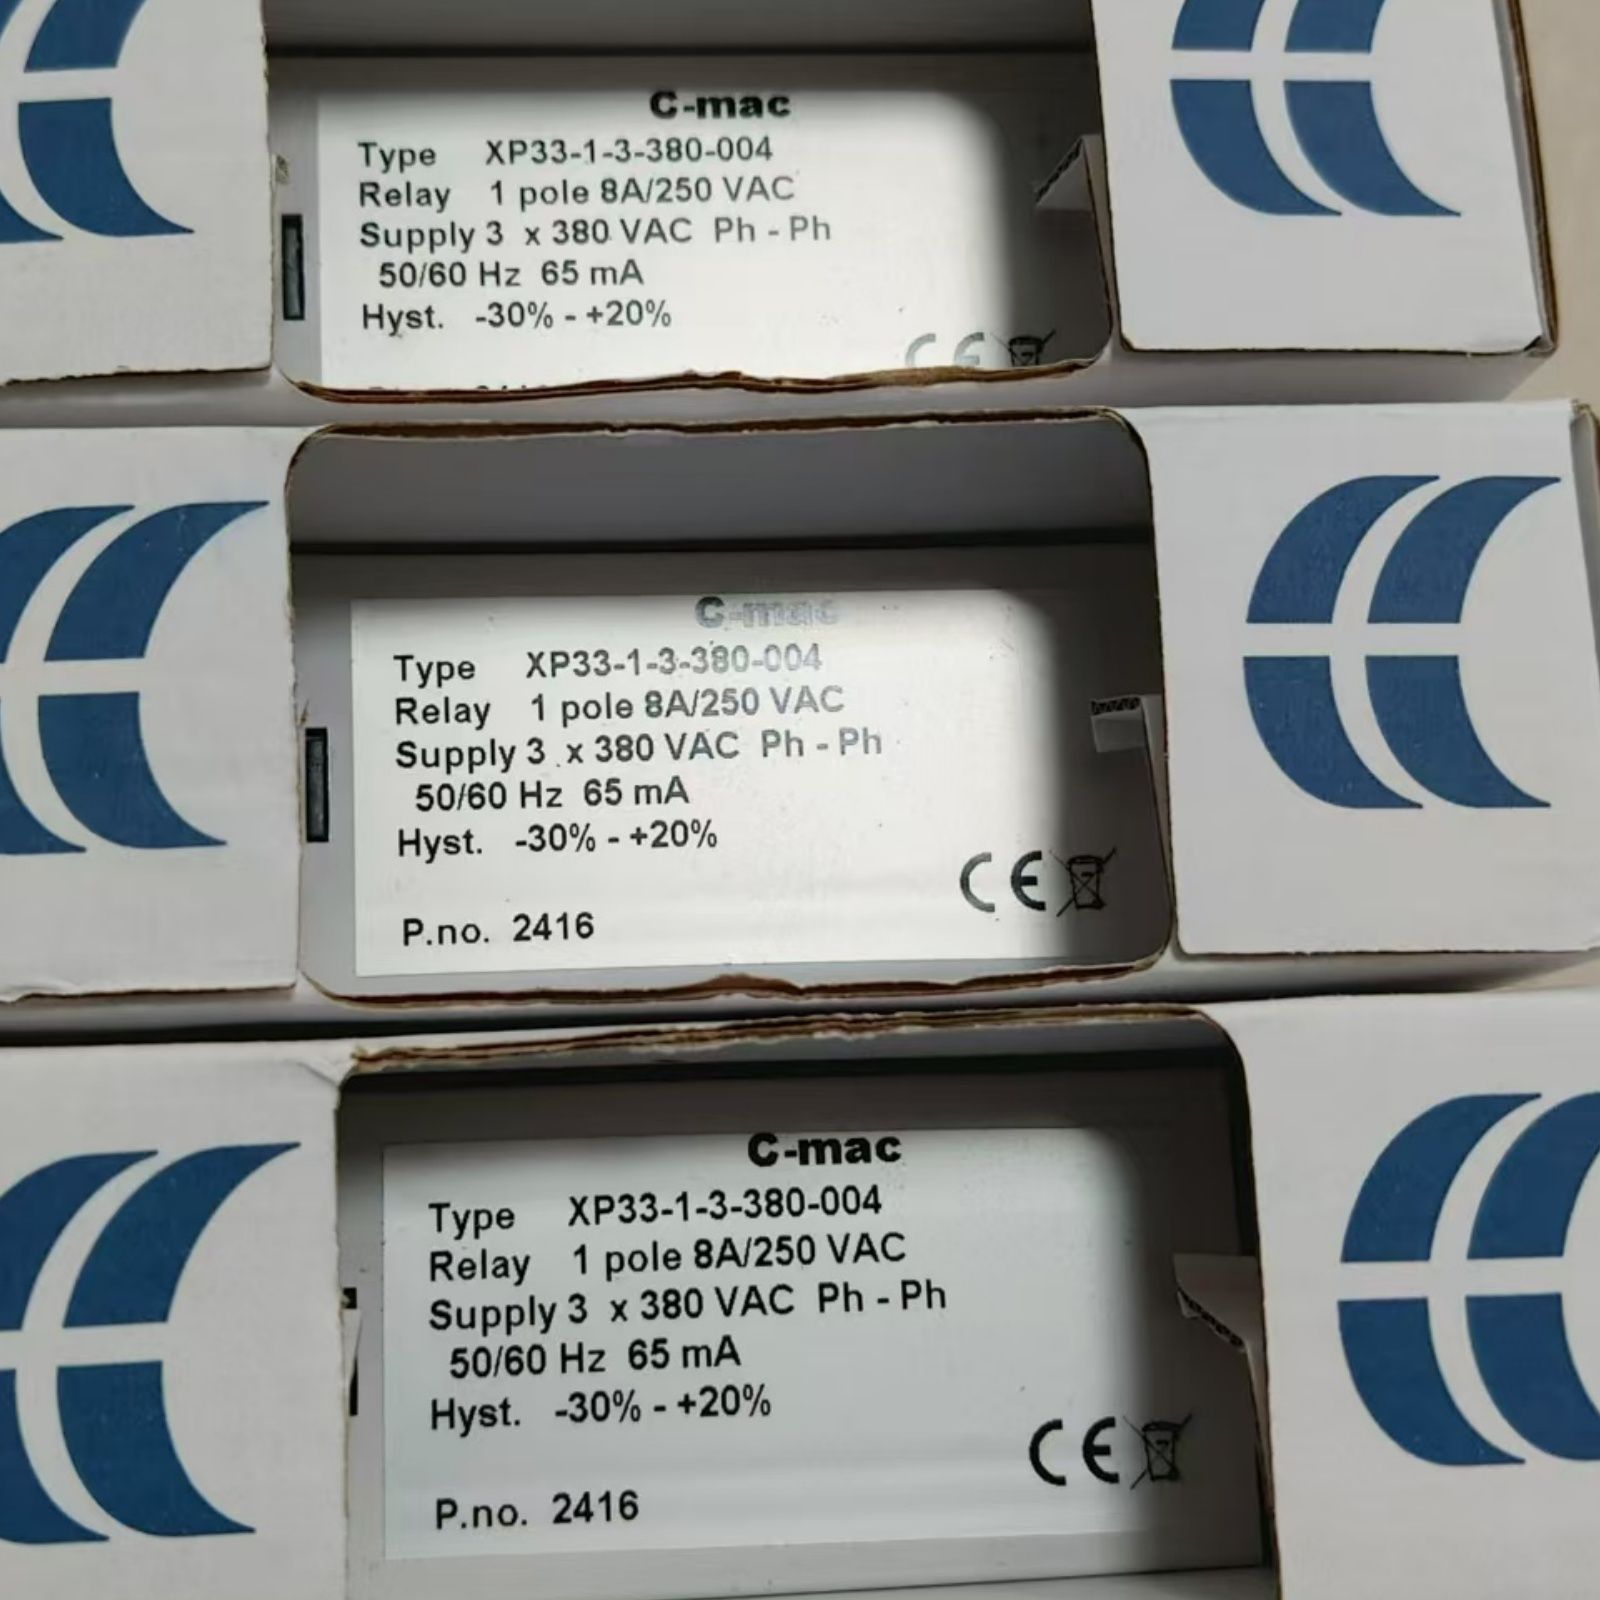 C-mac
Type XP33-1-3-380-004
Relay 1 pole 8A/250 VAC
Supply 3 x 380 VAC Ph - Ph
50/60 Hz 65 mA
Hyst. -30% - +20%
CE
C-mac
Type XP33-1-3-380-004
Relay 1 pole 8A/250 VAC
Supply 3 x 380 VAC Ph - Ph
50/60 Hz 65 mA
Hyst. -30% - +20%
CE
P.no. 2416
C-mac
Type XP33-1-3-380-004
Relay 1 pole 8A/250 VAC
Supply 3 x 380 VAC Ph - Ph
50/60 Hz 65 mA
Hyst. -30% - +20%
CE
P.no. 2416